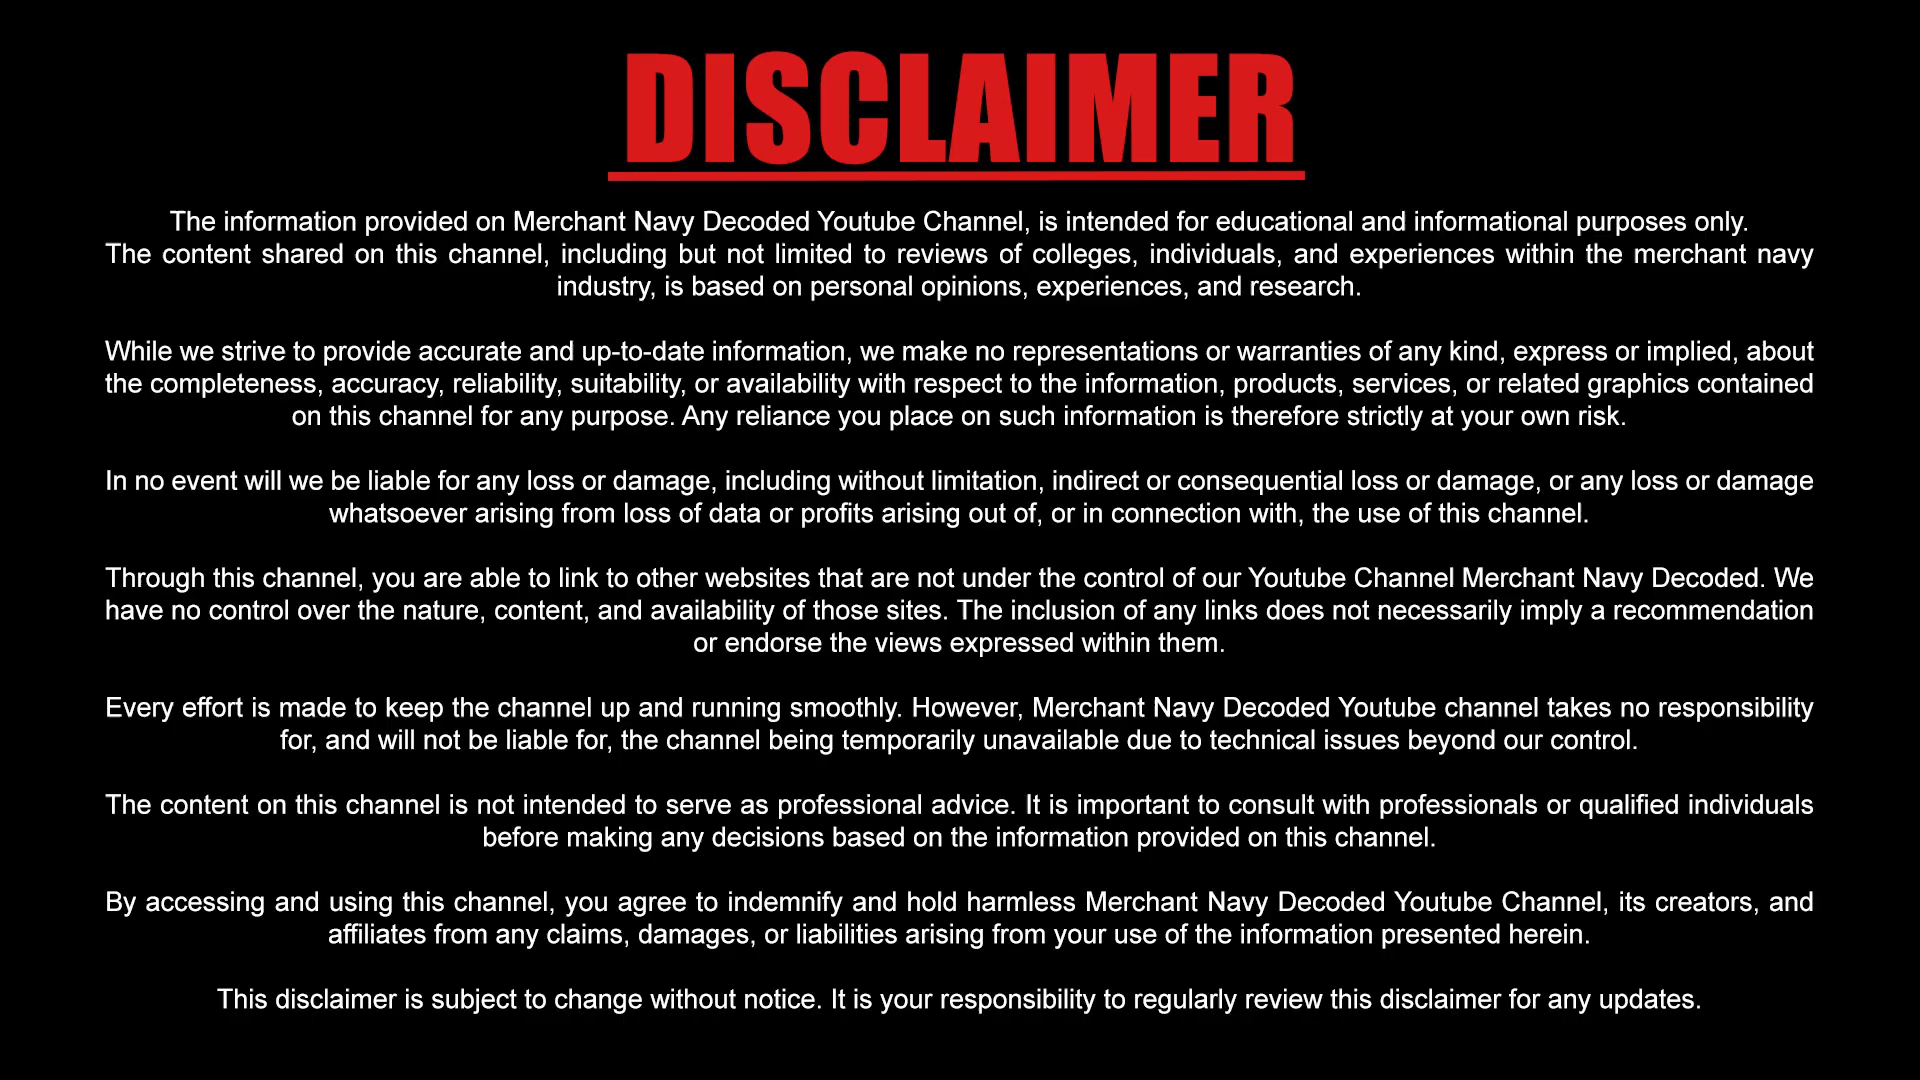 DISCLAIMER
The information provided on Merchant Navy Decoded Youtube Channel, is intended for educational and informational purposes only.
The content shared on this channel, including but not limited to reviews of colleges, individuals, and experiences within the merchant navy
industry, is based on personal opinions, experiences, and research.
While we strive to provide accurate and up-to-date information, we make no representations or warranties of any kind, express or implied, about
the completeness, accuracy, reliability, suitability, or availability with respect to the information, products, services, or related graphics contained
on this channel for any purpose. Any reliance you place on such information is therefore strictly at your own risk.
In no event will we be liable for any loss or damage, including without limitation, indirect or consequential loss or damage, or any loss or damage
whatsoever arising from loss of data or profits arising out of, or in connection with, the use of this channel.
Through this channel, you are able to link to other websites that are not under the control of our Youtube Channel Merchant Navy Decoded. We
have no control over the nature, content, and availability of those sites. The inclusion of any links does not necessarily imply a recommendation
or endorse the views expressed within them.
Every effort is made to keep the channel up and running smoothly. However, Merchant Navy Decoded Youtube channel takes no responsibility
for, and will not be liable for, the channel being temporarily unavailable due to technical issues beyond our control.
The content on this channel is not intended to serve as professional advice. It is important to consult with professionals or qualified individuals
before making any decisions based on the information provided on this channel.
By accessing and using this channel, you agree to indemnify and hold harmless Merchant Navy Decoded Youtube Channel, its creators, and
affiliates from any claims, damages, or liabilities arising from your use of the information presented herein.
This disclaimer is subject to change without notice. It is your responsibility to regularly review this disclaimer for any updates.